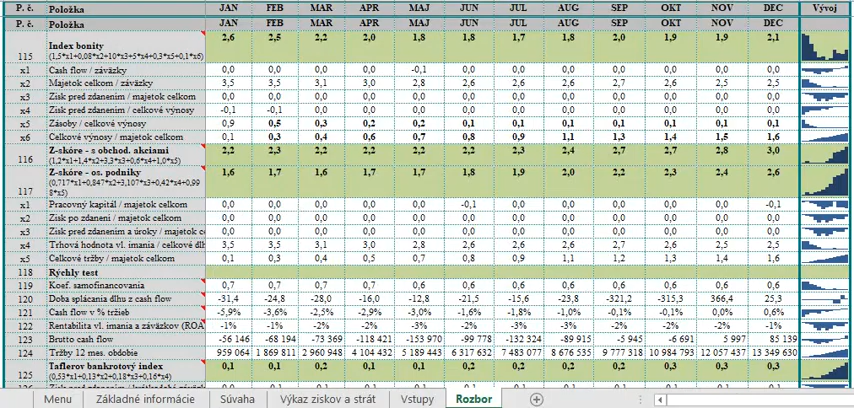 P. č. Položka JAN FEB MAR APR MAJ JUN JUL AUG SEP OKT NOV DEC Vývoj
P. č. Položka JAN FEB MAR APR MAJ JUN JUL AUG SEP OKT NOV DEC
115 Index bonity 2,6 2,5 2,2 2,0 1,8 1,8 1,7 1,8 2,0 1,9 1,9 2,1
(1,5*x1+0,08*x2+10*x3+5*x4+0,3*x5+0,1*x6)
x1 Cash flow / záväzky 0,0 0,0 0,0 0,0 -0,1 0,0 0,0 0,0 0,0 0,0 0,0 0,0
x2 Majetok celkom / záväzky 3,5 3,5 3,1 3,0 2,8 2,6 2,6 2,6 2,7 2,6 2,5 2,5
x3 Zisk pred zdanením / majetok celkom 0,0 0,0 0,0 0,0 0,0 0,0 0,0 0,0 0,0 0,0 0,0 0,0
x4 Zisk pred zdanením / celkové výnosy -0,1 -0,1 0,0 0,0 0,0 0,0 0,0 0,0 0,0 0,0 0,0 0,0
x5 Zásoby / celkové výnosy 0,9 0,5 0,3 0,2 0,2 0,1 0,1 0,1 0,1 0,1 0,1 0,1
x6 Celkové výnosy / majetok celkom 0,1 0,3 0,4 0,6 0,7 0,8 0,9 1,1 1,3 1,4 1,5 1,6
116 Z-skóre - s obchod. akciami 2,2 2,3 2,2 2,2 2,2 2,2 2,3 2,4 2,7 2,7 2,8 3,0
(1,2*x1+1,4*x2+3,3*x3+0,6*x4+1,0*x5)
117 Z-skóre - os. podniky 1,6 1,7 1,6 1,7 1,7 1,8 1,9 2,0 2,2 2,3 2,4 2,6
(0,717*x1+0,847*x2+3,107*x3+0,42*x4+0,99
8*x5)
x1 Pracovný kapitál / majetok celkom 0,0 0,0 0,0 0,0 0,0 -0,1 0,0 0,0 0,0 0,0 0,0 -0,1
x2 Zisk po zdanení / majetok celkom 0,0 0,0 0,0 0,0 0,0 0,0 0,0 0,0 0,0 0,0 0,0 0,0
x3 Zisk pred zdanením a úroky / majetok co 0,0 0,0 0,0 0,0 0,0 0,0 0,0 0,0 0,0 0,0 0,0 0,0
x4 Trhová hodnota vl. imania / celkové dlh 3,5 3,5 3,1 3,0 2,8 2,6 2,6 2,6 2,7 2,6 2,5 2,5
x5 Celkové tržby / majetok celkom 0,1 0,3 0,4 0,5 0,7 0,8 0,9 1,1 1,2 1,3 1,4 1,6
118 Rýchly test
119 Koef. samofinancovania 0,7 0,7 0,7 0,7 0,6 0,6 0,6 0,6 0,6 0,6 0,6 0,6
120 Doba splácania dlhu z cash flow -31,4 -24,8 -28,0 -16,0 -12,8 -21,5 -15,6 -23,8 -321,2 -315,3 366,4 25,3
121 Cash flow v % tržieb -5,9% -3,6% -2,5% -2,9% -3,0% -1,6% -1,8% -1,0% -0,1% -0,1% 0,0% 0,6%
122 Rentabilita vl. imania a záväzkov (ROA -1% -1% -2% -2% -3% -2% -3% -3% -2% -2% -2% -1%
123 Brutto cash flow -56 146 -68 194 -73 369 -118 421 -153 970 -99 778 -132 324 -89 915 -5 945 -6 691 5 997 85 139
124 Tržby 12 mes. obdobie 959 064 1 869 811 2 960 948 4 104 432 5 189 443 6 317 632 7 483 077 8 676 535 9 777 318 10 984 793 12 057 437 13 349 630
125 Taflerov bankrotový index 0,1 0,1 0,2 0,1 0,1 0,2 0,2 0,2 0,2 0,3 0,3 0,3
(0,53*x1+0,13*x2+0,18*x3+0,16*x4)
Menu Základné informácie Súvaha Výkaz ziskov a strát Vstupy Rozbor